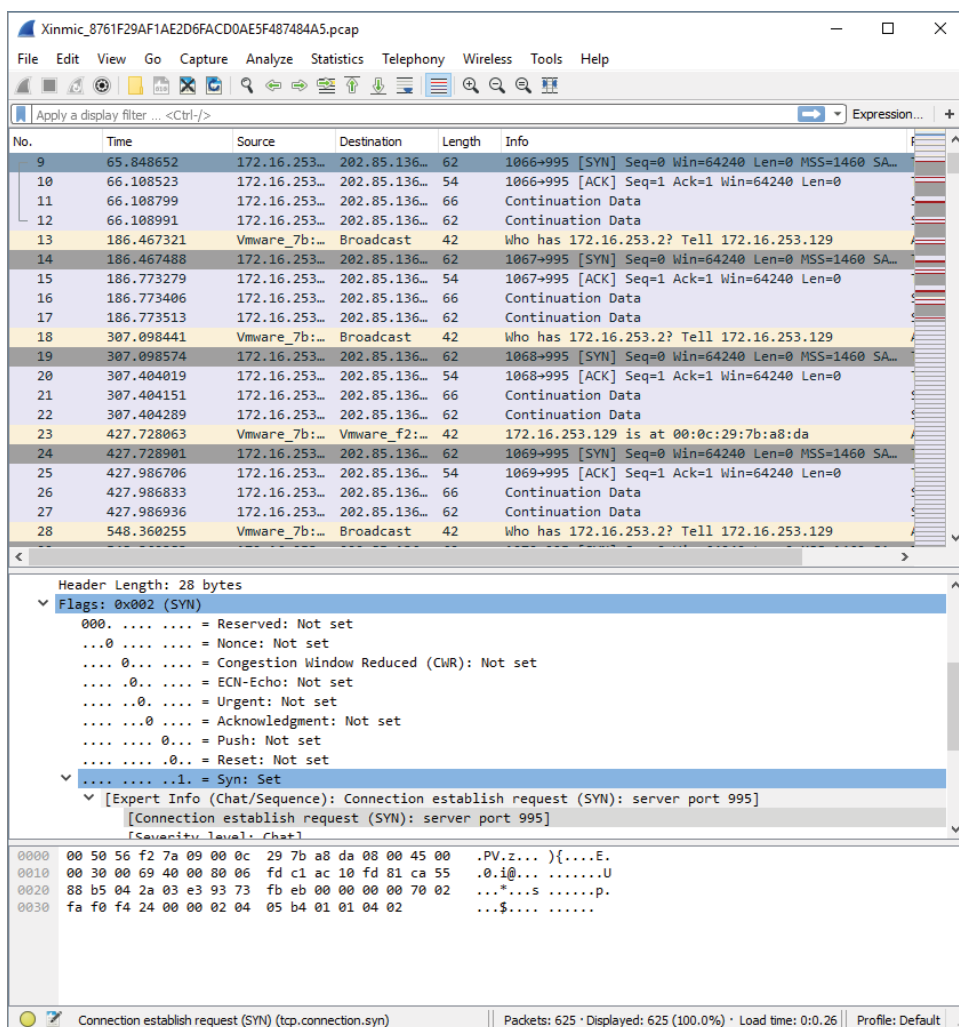 Xinmic_8761F29AF1AE2D6FACD0AE5F487484A5.pcap
File Edit View Go Capture Analyze Statistics Telephony Wireless Tools Help
Apply a display filter ... <Ctrl-/> Expression... +
No. Time Source Destination Length Info
9 65.848652 172.16.253… 202.85.136… 62 1066→995 [SYN] Seq=0 Win=64240 Len=0 MSS=1460 SA…
10 66.108523 172.16.253… 202.85.136… 54 1066→995 [ACK] Seq=1 Ack=1 Win=64240 Len=0
11 66.108799 172.16.253… 202.85.136… 66 Continuation Data
12 66.108991 172.16.253… 202.85.136… 62 Continuation Data
13 186.467321 Vmware_7b:… Broadcast 42 Who has 172.16.253.2? Tell 172.16.253.129
14 186.467488 172.16.253… 202.85.136… 62 1067→995 [SYN] Seq=0 Win=64240 Len=0 MSS=1460 SA…
15 186.773279 172.16.253… 202.85.136… 54 1067→995 [ACK] Seq=1 Ack=1 Win=64240 Len=0
16 186.773406 172.16.253… 202.85.136… 66 Continuation Data
17 186.773513 172.16.253… 202.85.136… 62 Continuation Data
18 307.098441 Vmware_7b:… Broadcast 42 Who has 172.16.253.2? Tell 172.16.253.129
19 307.098574 172.16.253… 202.85.136… 62 1068→995 [SYN] Seq=0 Win=64240 Len=0 MSS=1460 SA…
20 307.404019 172.16.253… 202.85.136… 54 1068→995 [ACK] Seq=1 Ack=1 Win=64240 Len=0
21 307.404151 172.16.253… 202.85.136… 66 Continuation Data
22 307.404289 172.16.253… 202.85.136… 62 Continuation Data
23 427.728063 Vmware_7b:… Vmware_f2:… 42 172.16.253.129 is at 00:0c:29:7b:a8:da
24 427.728901 172.16.253… 202.85.136… 62 1069→995 [SYN] Seq=0 Win=64240 Len=0 MSS=1460 SA…
25 427.986706 172.16.253… 202.85.136… 54 1069→995 [ACK] Seq=1 Ack=1 Win=64240 Len=0
26 427.986833 172.16.253… 202.85.136… 66 Continuation Data
27 427.986936 172.16.253… 202.85.136… 62 Continuation Data
28 548.360255 Vmware_7b:… Broadcast 42 Who has 172.16.253.2? Tell 172.16.253.129
Header Length: 28 bytes
Flags: 0x002 (SYN)
000. .... .... = Reserved: Not set
...0 .... .... = Nonce: Not set
.... 0... .... = Congestion Window Reduced (CWR): Not set
.... .0.. .... = ECN-Echo: Not set
.... ..0. .... = Urgent: Not set
.... ...0 .... = Acknowledgment: Not set
.... .... 0... = Push: Not set
.... .... .0.. = Reset: Not set
.... .... ..1. = Syn: Set
[Expert Info (Chat/Sequence): Connection establish request (SYN): server port 995]
[Connection establish request (SYN): server port 995]
[Severity level: Chat]
0000 00 50 56 f2 7a 09 00 0c 29 7b a8 da 08 00 45 00 .PV.z... ){....E.
0010 00 30 00 69 40 00 80 06 fd c1 ac 10 fd 81 ca 55 .0.i@... .......U
0020 88 b5 04 2a 03 e3 93 73 fb eb 00 00 00 00 70 02 ...*...s ......p.
0030 fa f0 f4 24 00 00 02 04 05 b4 01 01 04 02 ...$.... ......
Connection establish request (SYN) (tcp.connection.syn) Packets: 625 · Displayed: 625 (100.0%) · Load time: 0:0.26 Profile: Default